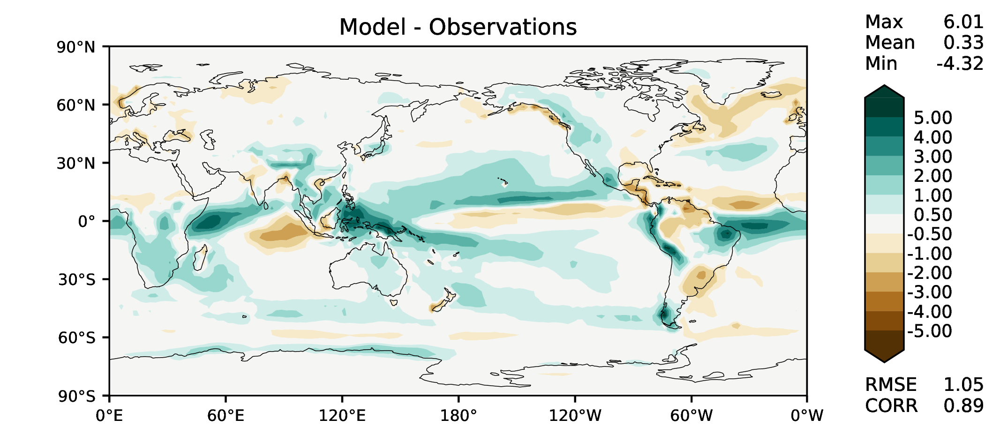 Model - Observations
Max 6.01
Mean 0.33
Min -4.32
90°N
60°N
30°N
0°
30°S
60°S
90°S
0°E 60°E 120°E 180° 120°W 60°W 0°W
5.00
4.00
3.00
2.00
1.00
0.50
-0.50
-1.00
-2.00
-3.00
-4.00
-5.00
RMSE 1.05
CORR 0.89